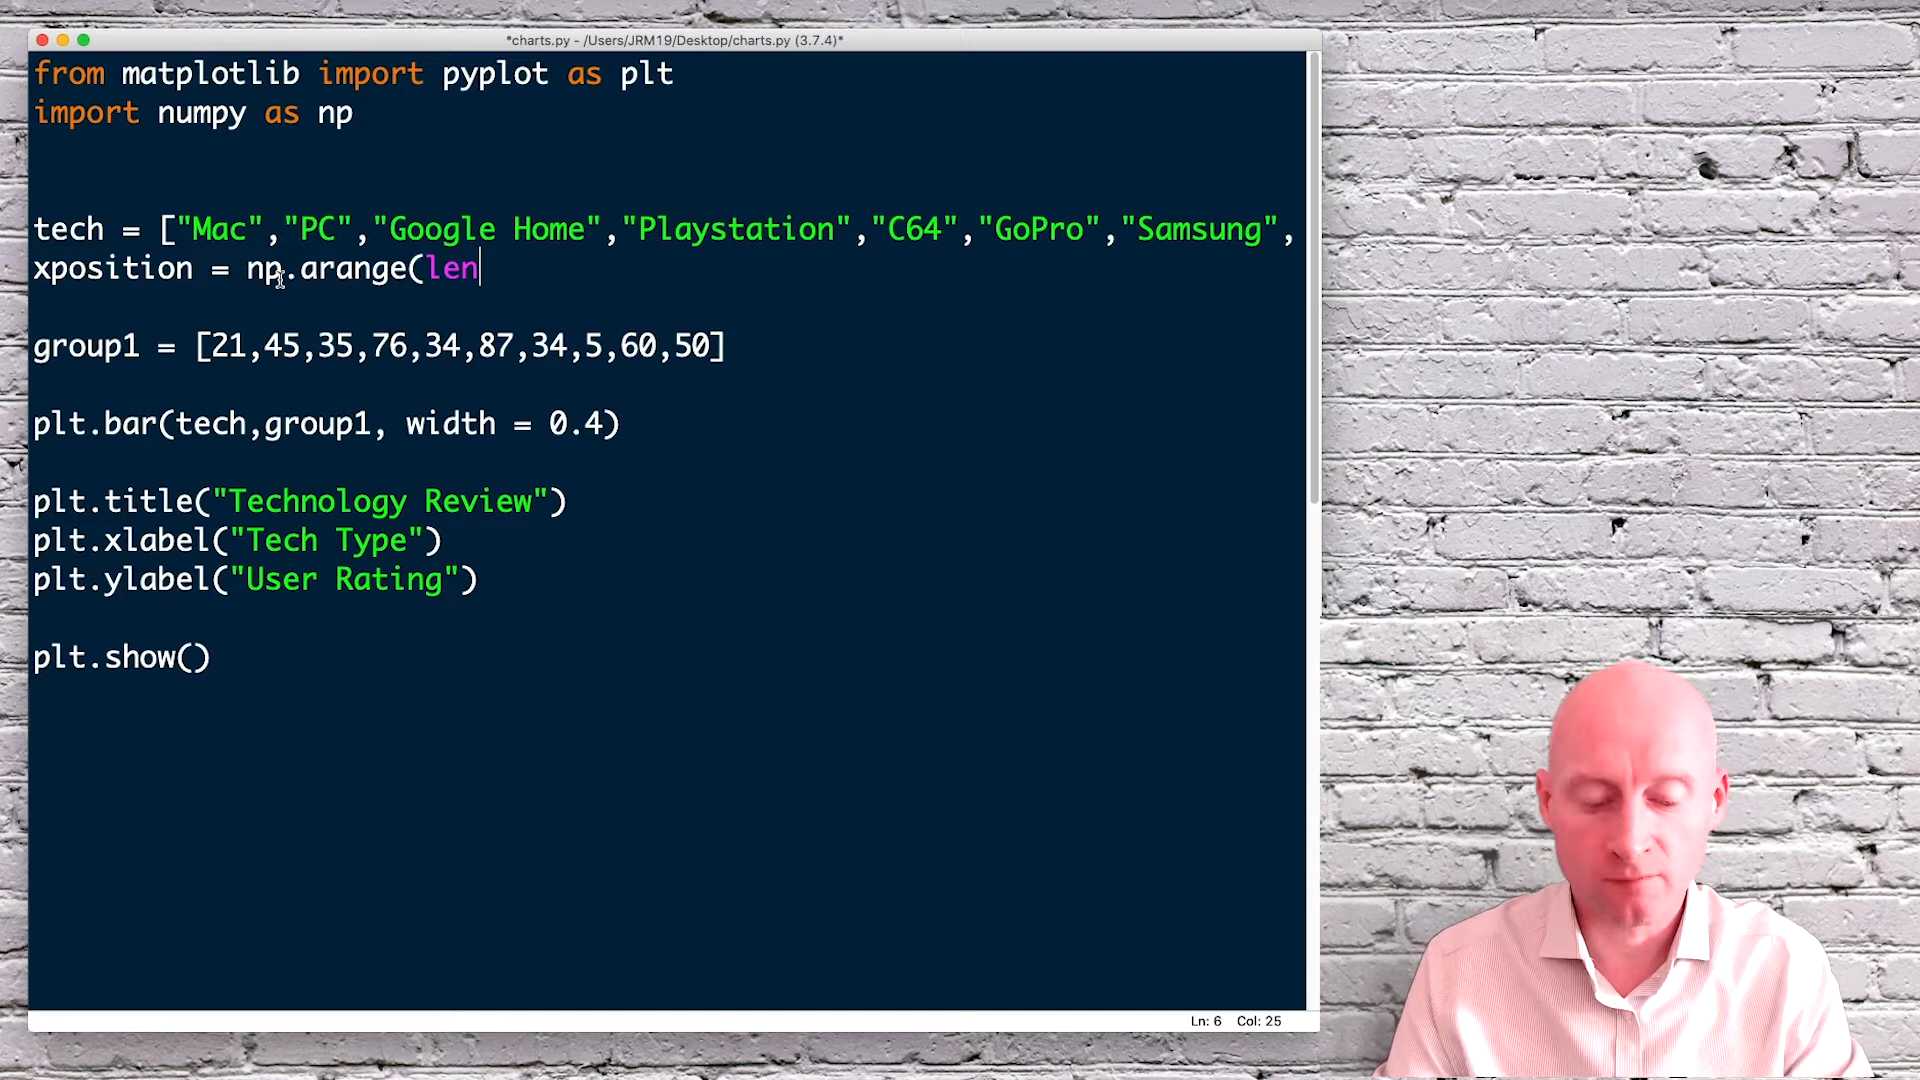 *charts.py - /Users/JRM19/Desktop/charts.py (3.7.4)*
from matplotlib import pyplot as plt
import numpy as np
tech = ["Mac","PC","Google Home","Playstation","C64","GoPro","Samsung",
xposition = np.arange(len
group1 = [21,45,35,76,34,87,34,5,60,50]
plt.bar(tech,group1, width = 0.4)
plt.title("Technology Review")
plt.xlabel("Tech Type")
plt.ylabel("User Rating")
plt.show()
Ln: 6 Col: 25